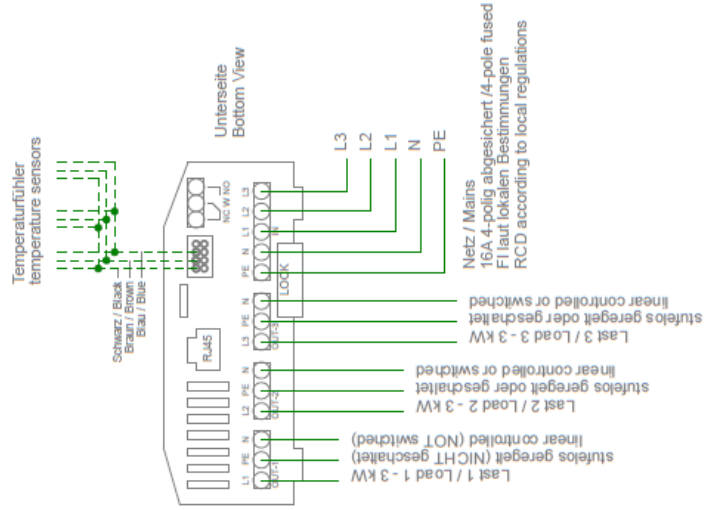 Temperaturfühler
temperature sensors
Schwarz / Black
Braun / Brown
Blau / Blue
Unterseite
Bottom View
NC W NO
RJ45
LOCK
L1 PE N
OUT-1
L2 PE N
OUT-2
L3 PE N
OUT-3
PE N L1 L2 L3
IN
L3
L2
L1
N
PE
Netz / Mains
16A 4-polig abgesichert /4-pole fused
FI laut lokalen Bestimmungen
RCD according to local regulations
Last 3 / Load 3 - 3 kW
stufelos geregelt oder geschaltet
linear controlled or switched
Last 2 / Load 2 - 3 kW
stufelos geregelt oder geschaltet
linear controlled or switched
Last 1 / Load 1 - 3 kW
stufelos geregelt (NICHT geschaltet)
linear controlled (NOT switched)